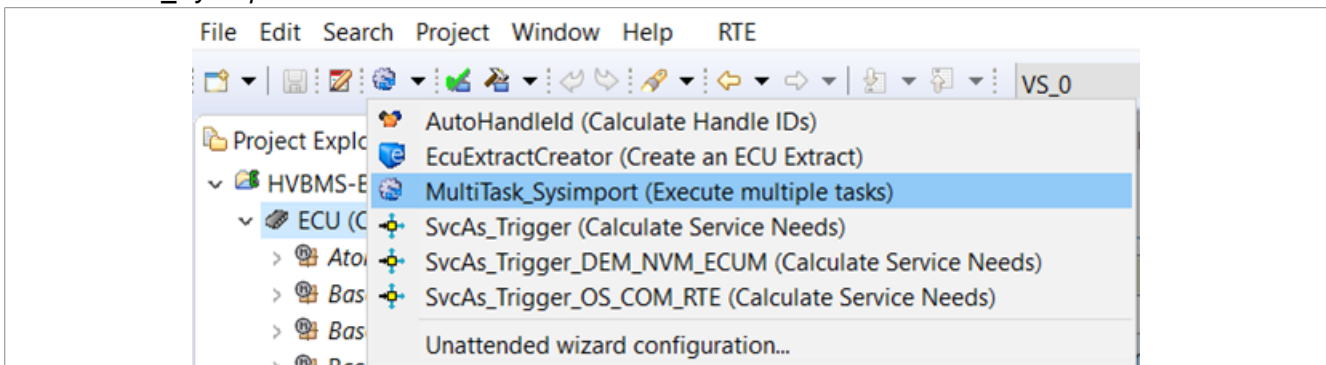 File Edit Search Project Window Help RTE
VS_0
AutoHandleId (Calculate Handle IDs)
Project Explo
EcuExtractCreator (Create an ECU Extract)
HVBMS-E
MultiTask_Sysimport (Execute multiple tasks)
ECU (C
SvcAs_Trigger (Calculate Service Needs)
Ato
SvcAs_Trigger_DEM_NVM_ECUM (Calculate Service Needs)
Bas
SvcAs_Trigger_OS_COM_RTE (Calculate Service Needs)
Bas
Unattended wizard configuration...